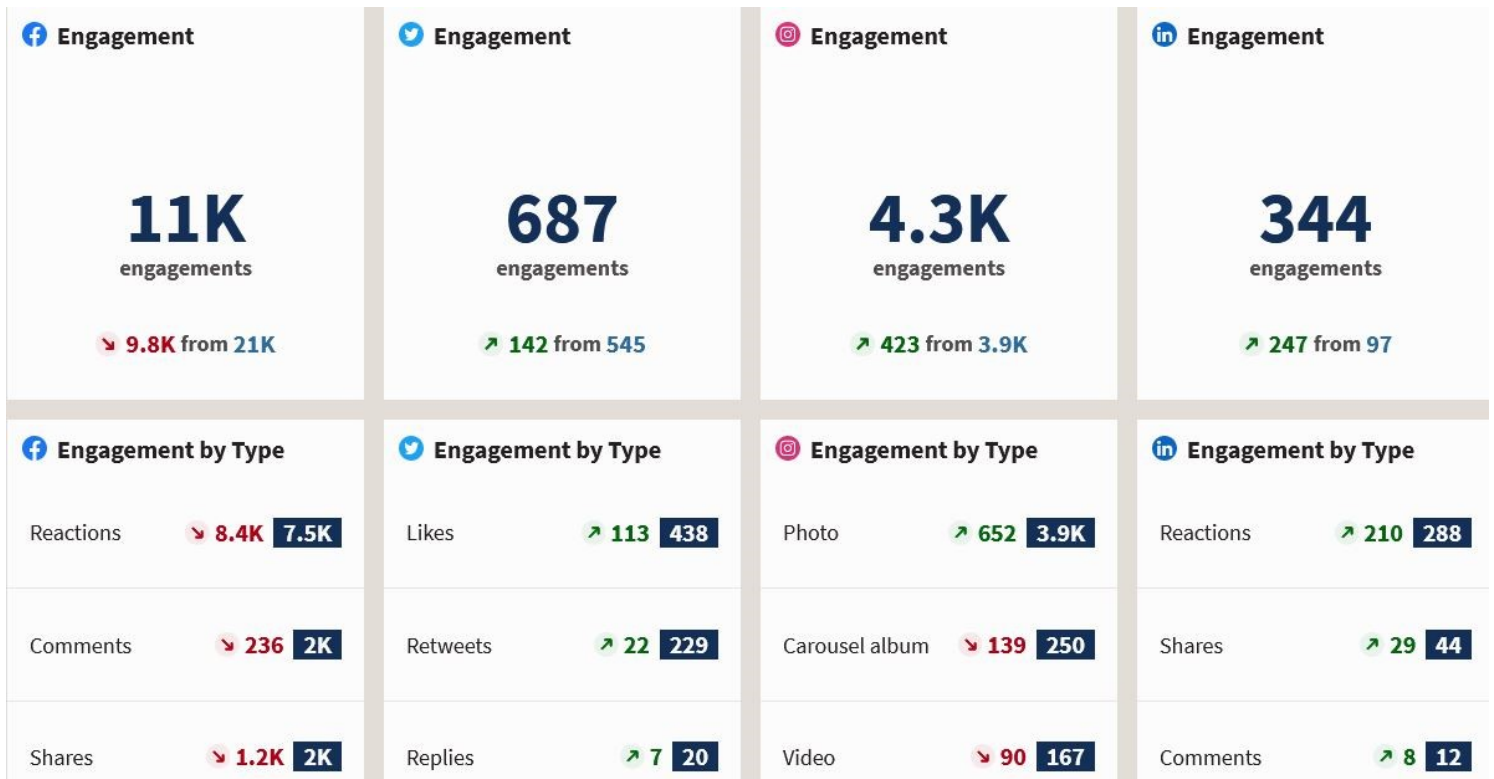 Engagement
11K
engagements
9.8K from 21K
Engagement
687
engagements
142 from 545
Engagement
4.3K
engagements
423 from 3.9K
Engagement
344
engagements
247 from 97
Engagement by Type
Reactions 8.4K 7.5K
Comments 236 2K
Shares 1.2K 2K
Engagement by Type
Likes 113 438
Retweets 22 229
Replies 7 20
Engagement by Type
Photo 652 3.9K
Carousel album 139 250
Video 90 167
Engagement by Type
Reactions 210 288
Shares 29 44
Comments 8 12